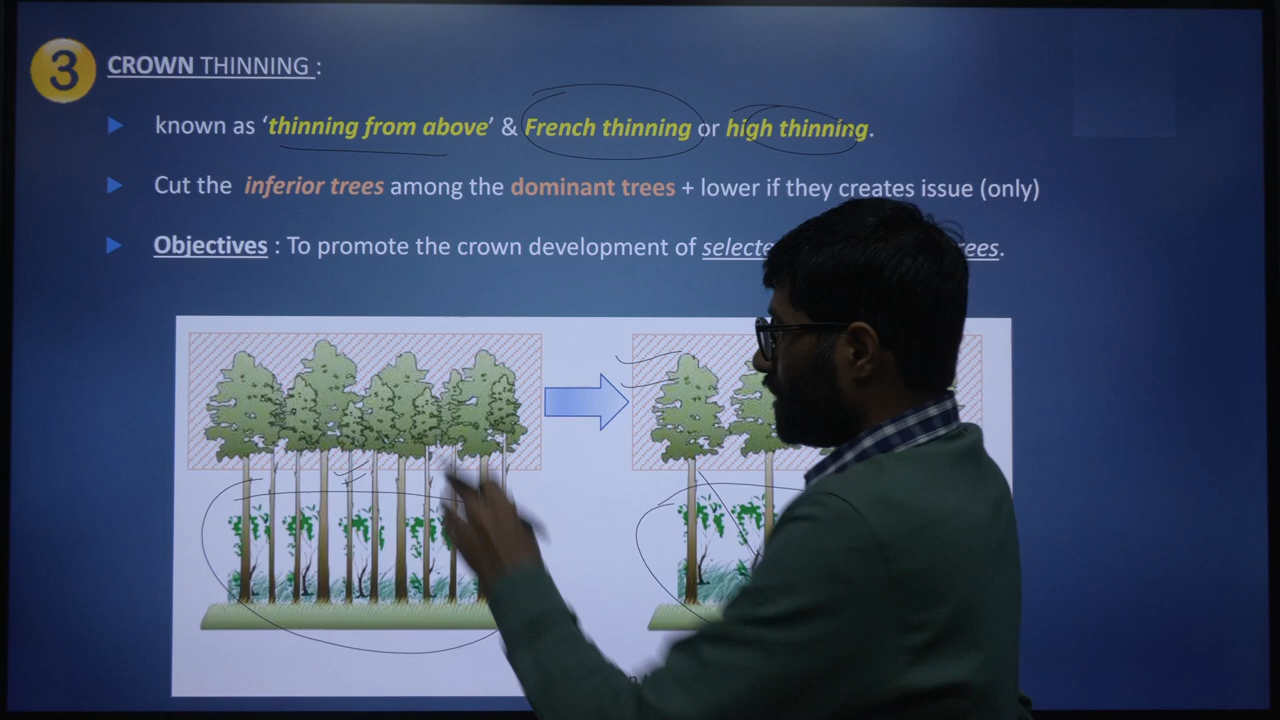 3 CROWN THINNING :
known as ‘thinning from above’ & French thinning or high thinning.
Cut the inferior trees among the dominant trees + lower if they creates issue (only)
Objectives : To promote the crown development of